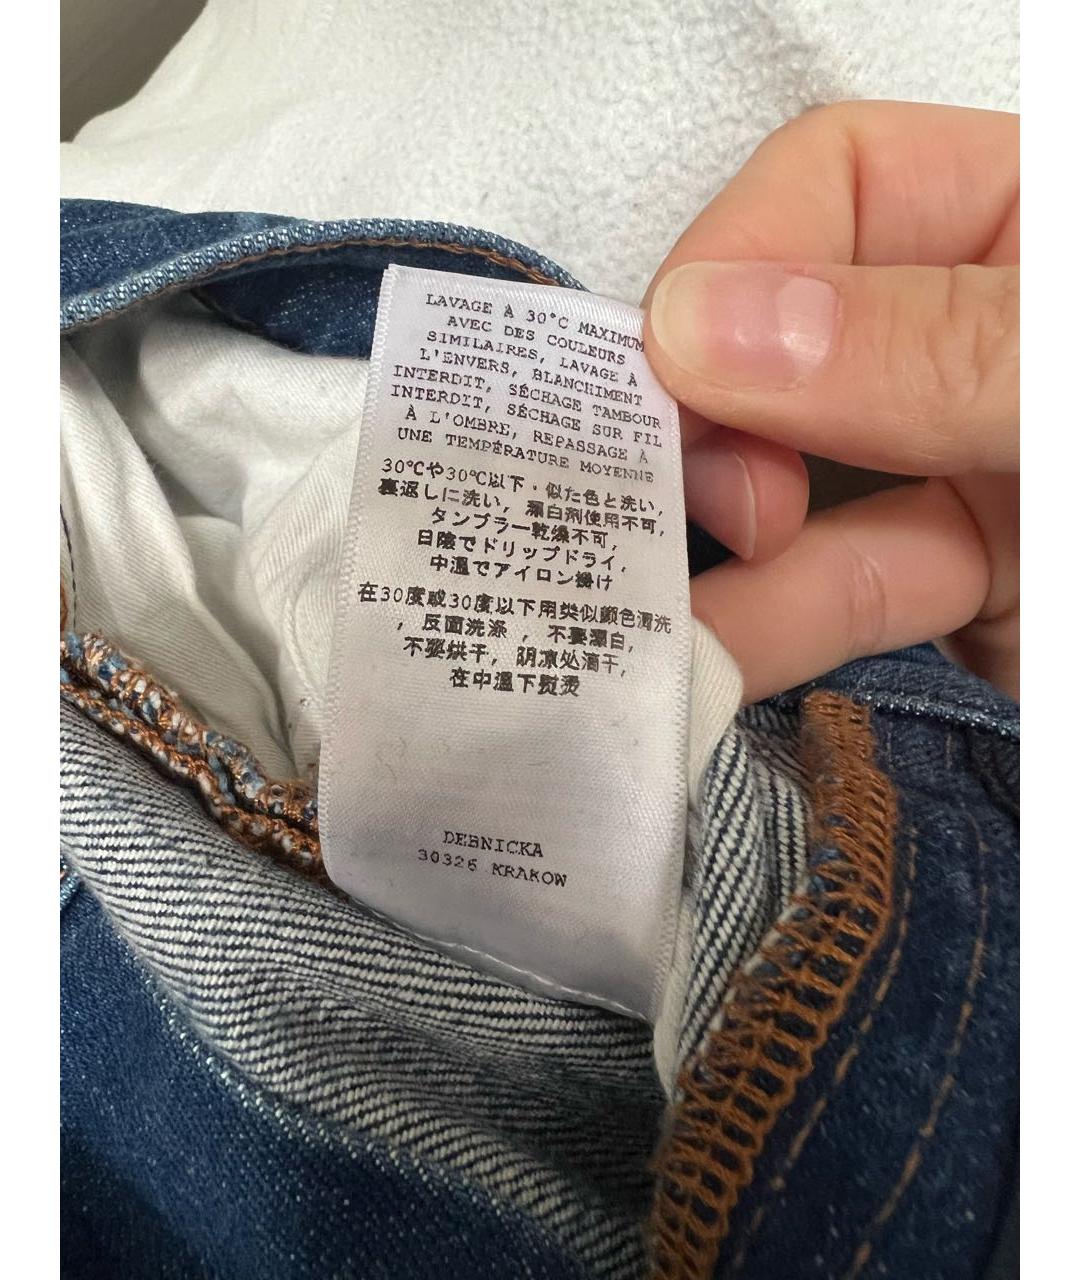 LAVAGE À 30°C MAXIMUM
AVEC DES COULEURS
SIMILAIRES, LAVAGE À
L'ENVERS, BLANCHIMENT
INTERDIT, SÉCHAGE TAMBOUR
INTERDIT, SÉCHAGE SUR FIL
À L'OMBRE, REPASSAGE À
UNE TEMPÉRATURE MOYENNE
30℃や30℃以下・似た色と洗い,
裏返しに洗い, 漂白剤使用不可,
タンブラー乾燥不可,
日陰でドリップドライ,
中温でアイロン掛け
在30度或30度以下用类似颜色清洗
, 反面洗涤 , 不要漂白,
不要烘干, 阴凉处滴干,
在中温下熨烫
DEBNICKA
30326 KRAKOW